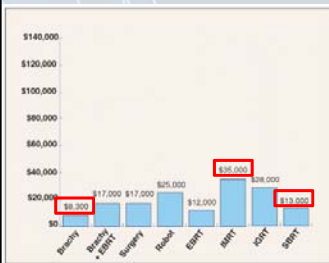 $140,000
$120,000
$100,000
$80,000
$60,000
$40,000
$20,000
$0
$8,300
$17,000
$17,000
$25,000
$12,000
$35,000
$28,000
$13,000
Brachy
Brachy
+ EBRT
Surgery
Robot
EBRT
IMRT
IGRT
SBRT